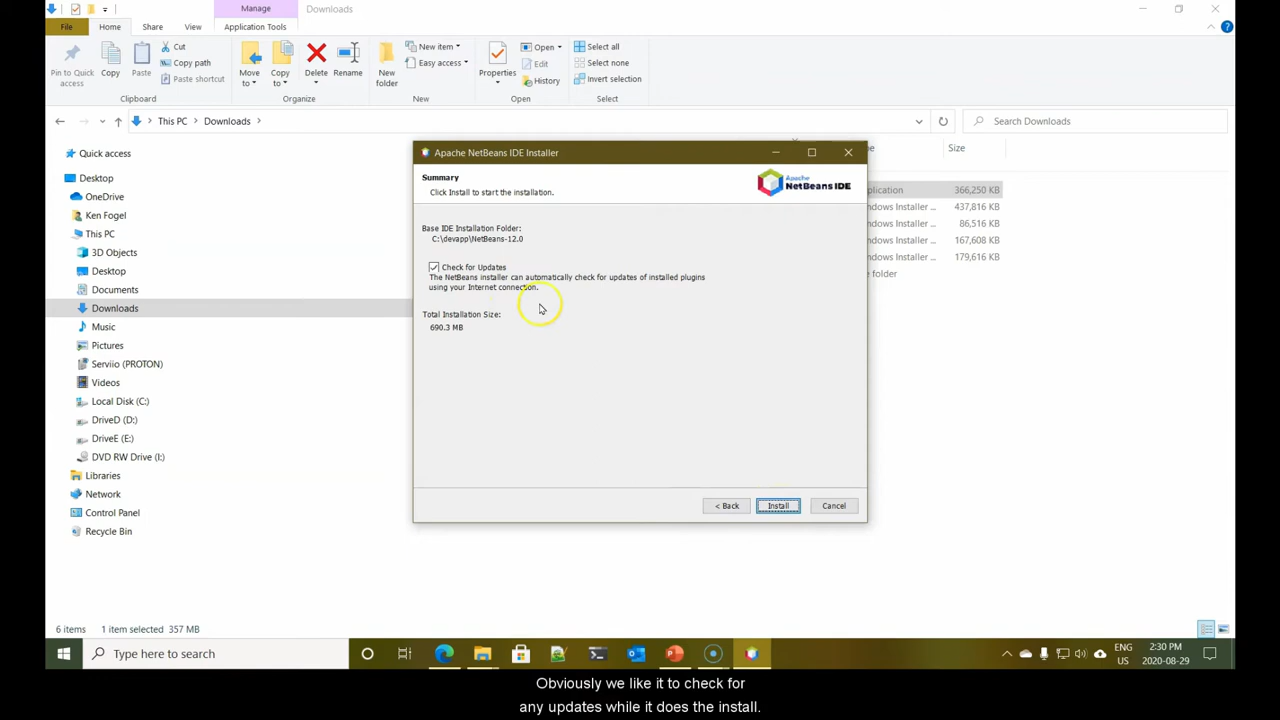 Manage
Downloads
File
Home
Share
View
Application Tools
Pin to Quick access
Copy
Paste
Cut
Copy path
Paste shortcut
Clipboard
Move to
Copy to
Delete
Rename
Organize
New folder
New item
Easy access
New
Properties
Open
Edit
History
Open
Select all
Select none
Invert selection
Select
This PC > Downloads >
Search Downloads
Quick access
Desktop
OneDrive
Ken Fogel
This PC
3D Objects
Desktop
Documents
Downloads
Music
Pictures
Serviio (PROTON)
Videos
Local Disk (C:)
DriveD (D:)
DriveE (E:)
DVD RW Drive (I:)
Libraries
Network
Control Panel
Recycle Bin
Size
366,250 KB
437,816 KB
86,516 KB
167,608 KB
179,616 KB
Apache NetBeans IDE Installer
Summary
Click Install to start the installation.
Apache
NetBeans IDE
Base IDE Installation Folder:
C:\devapp\NetBeans-12.0
Check for Updates
The NetBeans installer can automatically check for updates of installed plugins
using your Internet connection.
Total Installation Size:
690.3 MB
< Back
Install
Cancel
6 items 1 item selected 357 MB
Type here to search
ENG
US
2:30 PM
2020-08-29
Obviously we like it to check for
any updates while it does the install.